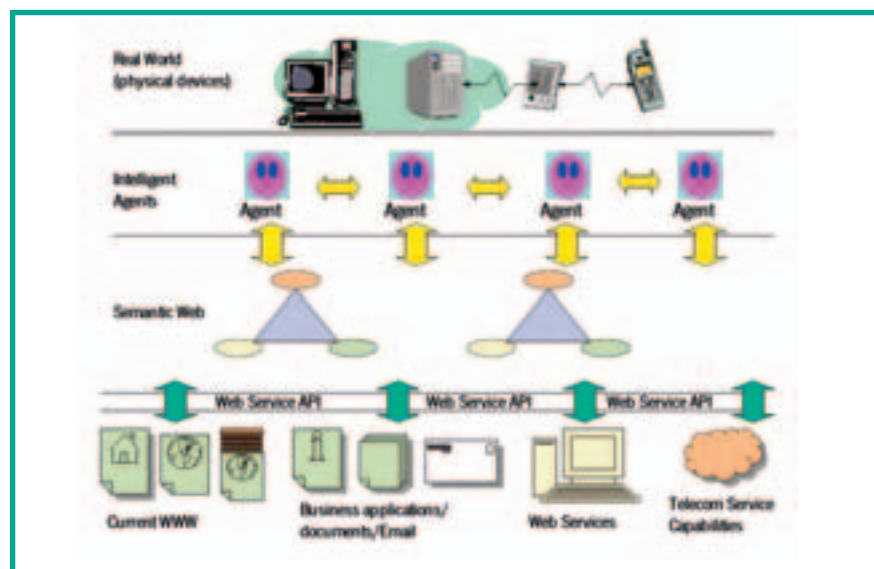 Real World
(physical devices)
Intelligent
Agents
Agent
Agent
Agent
Agent
Semantic Web
Web Service API
Web Service API
Web Service API
Current WWW
Business applications/
documents/Email
Web Services
Telecom Service
Capabilities